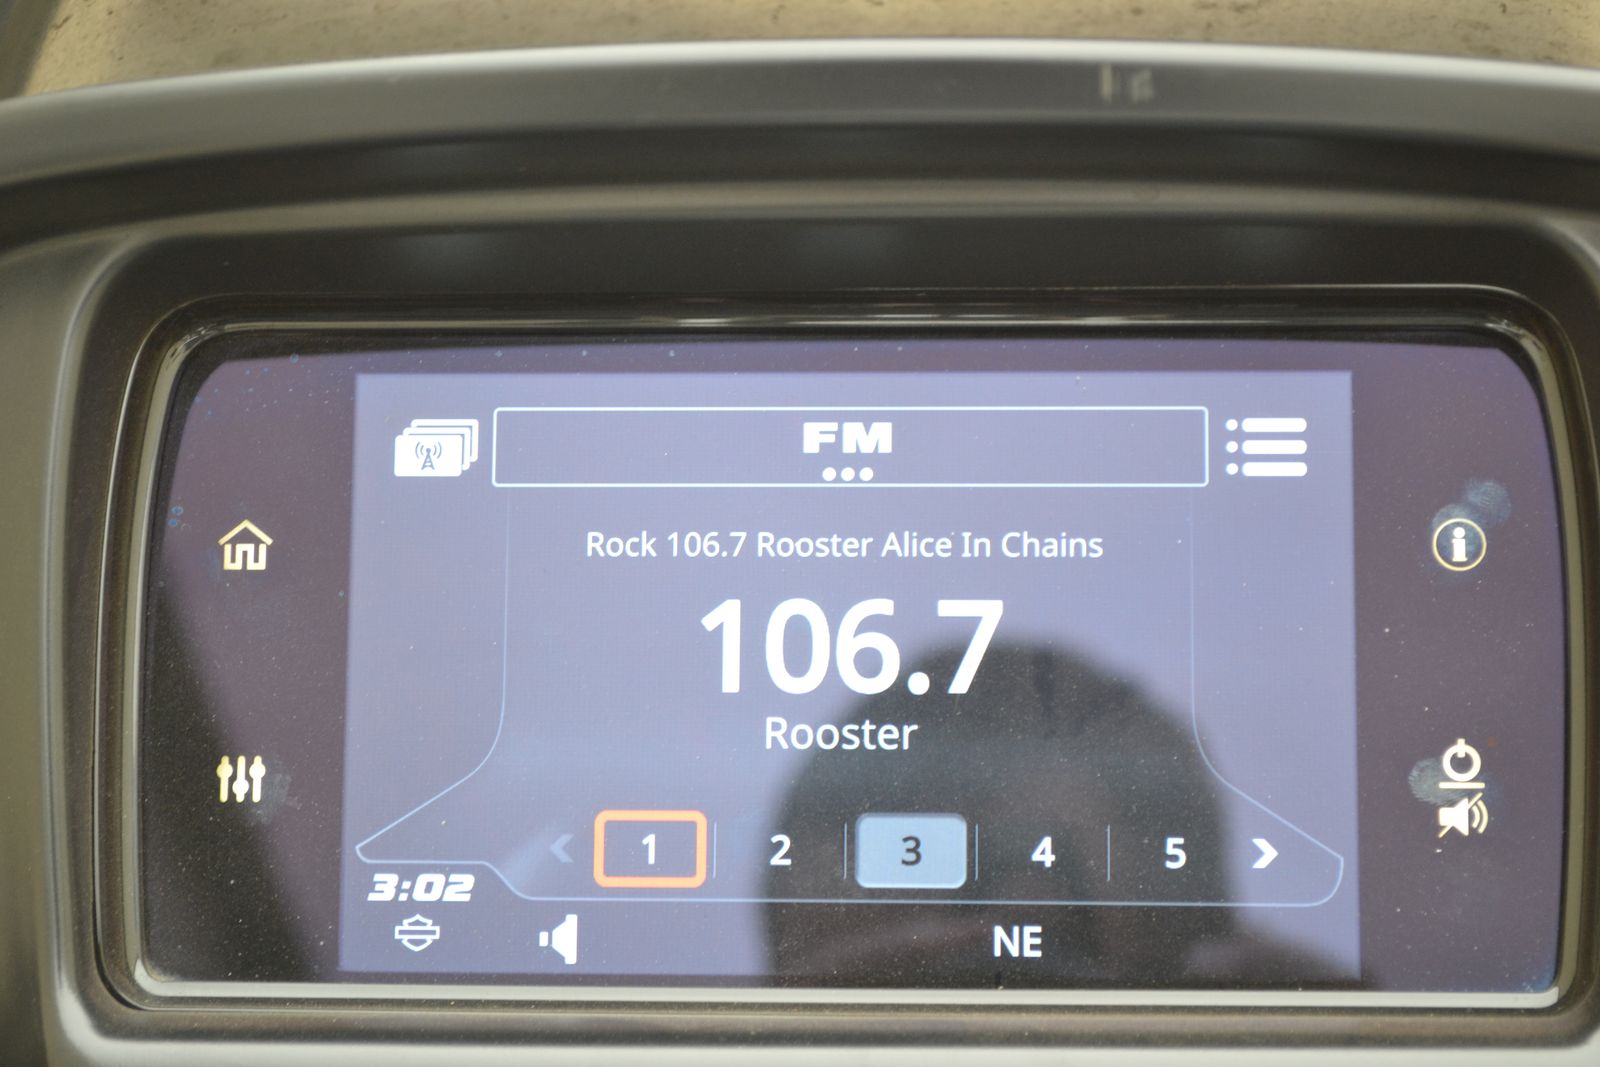 FM
Rock 106.7 Rooster Alice In Chains
106.7
Rooster
1 2 3 4 5
3:02
NE